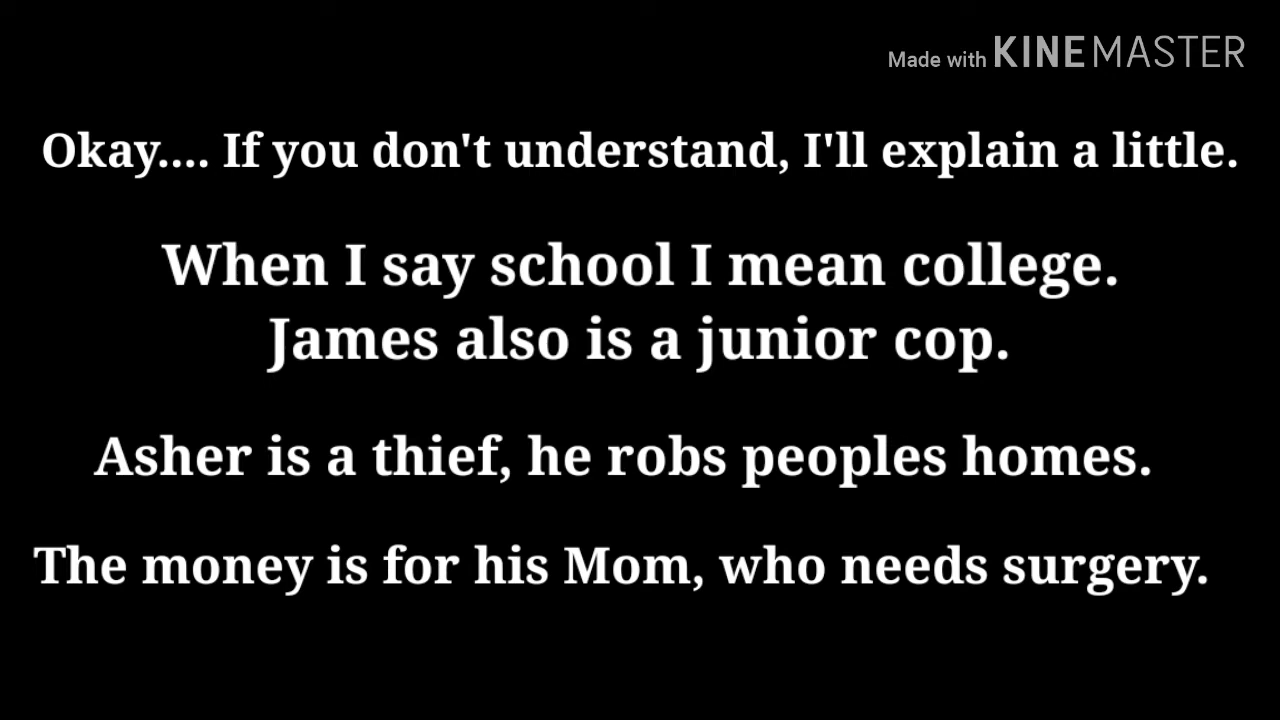 Made with KINEMASTER
Okay.... If you don't understand, I'll explain a little.
When I say school I mean college.
James also is a junior cop.
Asher is a thief, he robs peoples homes.
The money is for his Mom, who needs surgery.